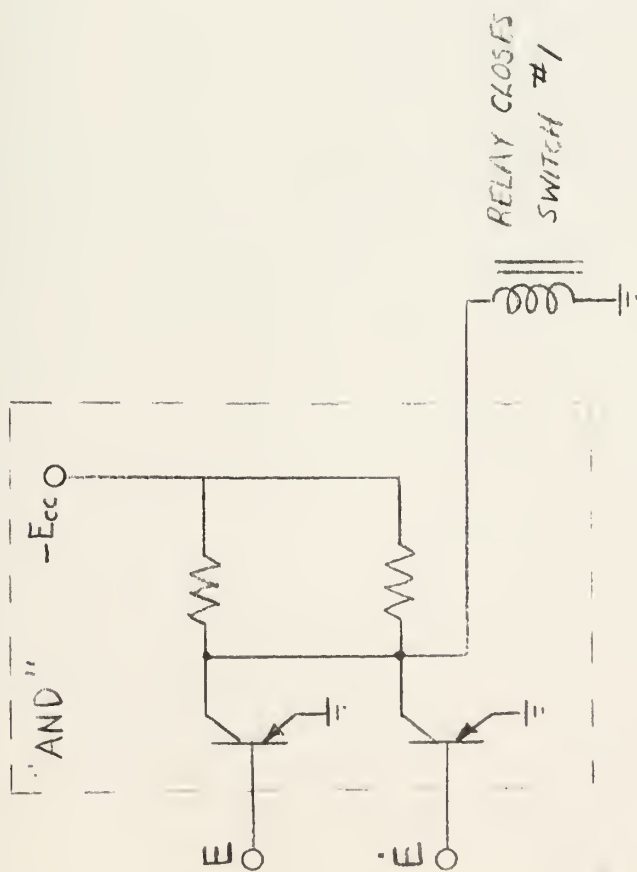 "AND"
-Ecc
E
Ė
RELAY CLOSES
SWITCH #1